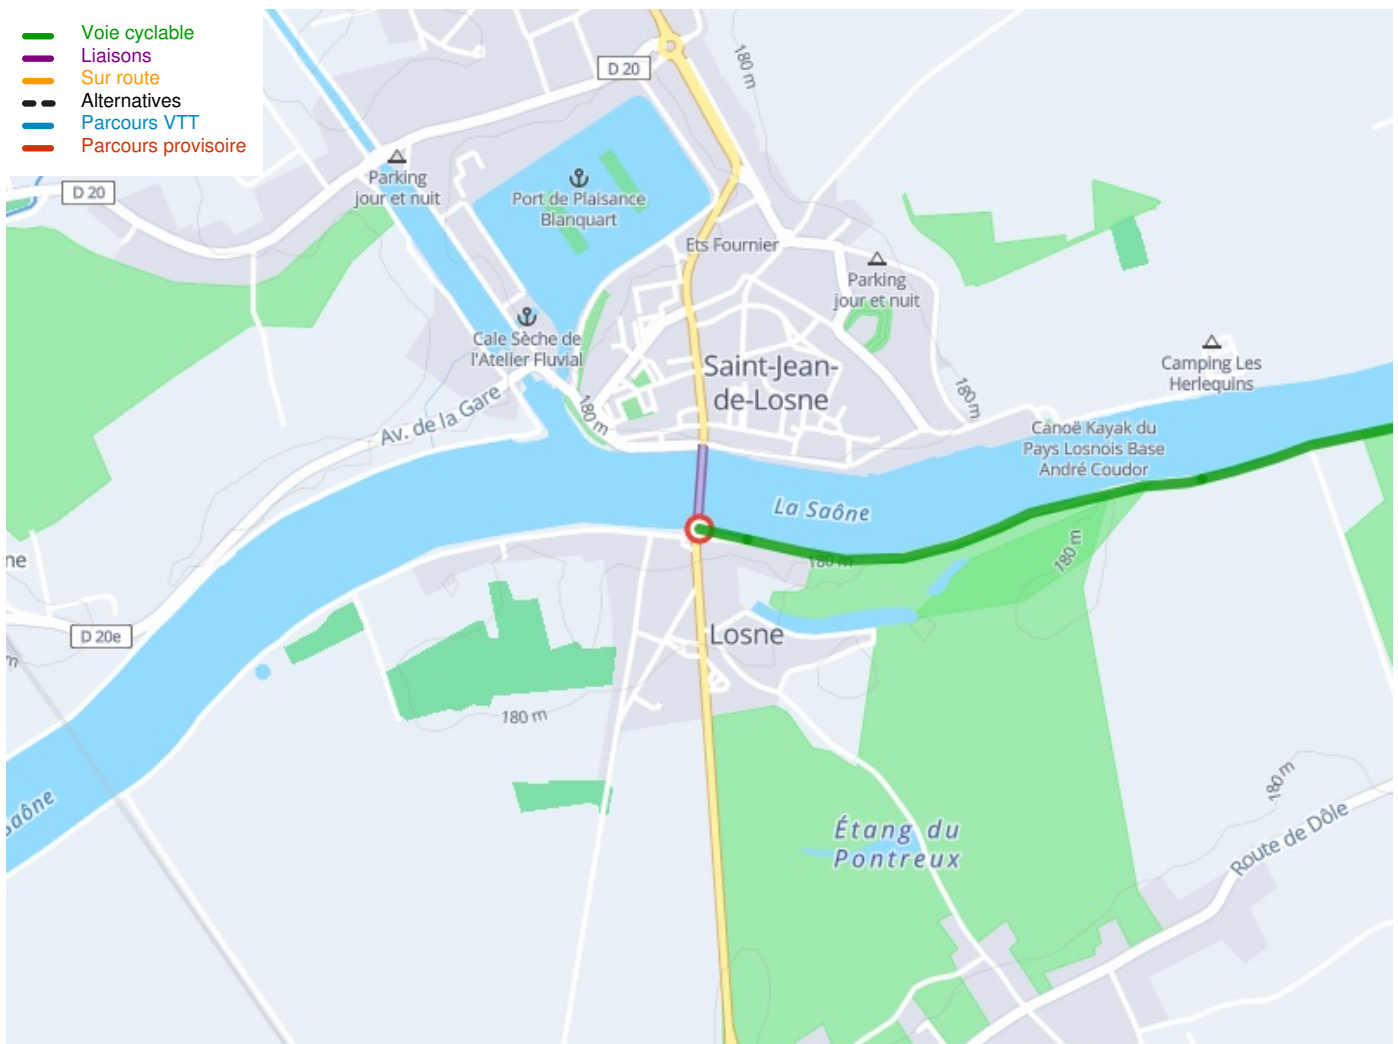 Voie cyclable
Liaisons
Sur route
Alternatives
Parcours VTT
Parcours provisoire
D 20
180 m
D 20
Parking
jour et nuit
Port de Plaisance
Blanquart
Ets Fournier
Parking
jour et nuit
Cale Sèche de
l'Atelier Fluvial
Saint-Jean-
de-Losne
Camping Les
Herlequins
Av. de la Gare
180 m
180 m
Canoë Kayak du
Pays Losnois Base
André Coudor
La Saône
180 m
180 m
ne
D 20e
m
Losne
180 m
Saône
Étang du
Pontreux
180 m
Route de Dôle